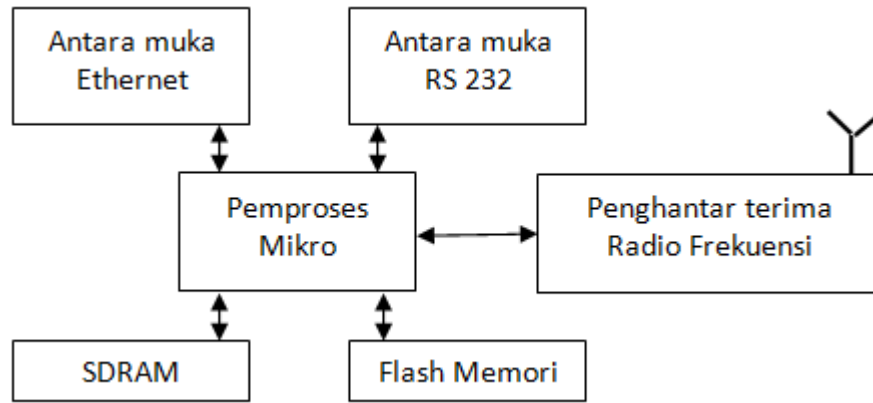 Antara muka
Ethernet
Antara muka
RS 232
Pemproses
Mikro
Penghantar terima
Radio Frekuensi
SDRAM
Flash Memori